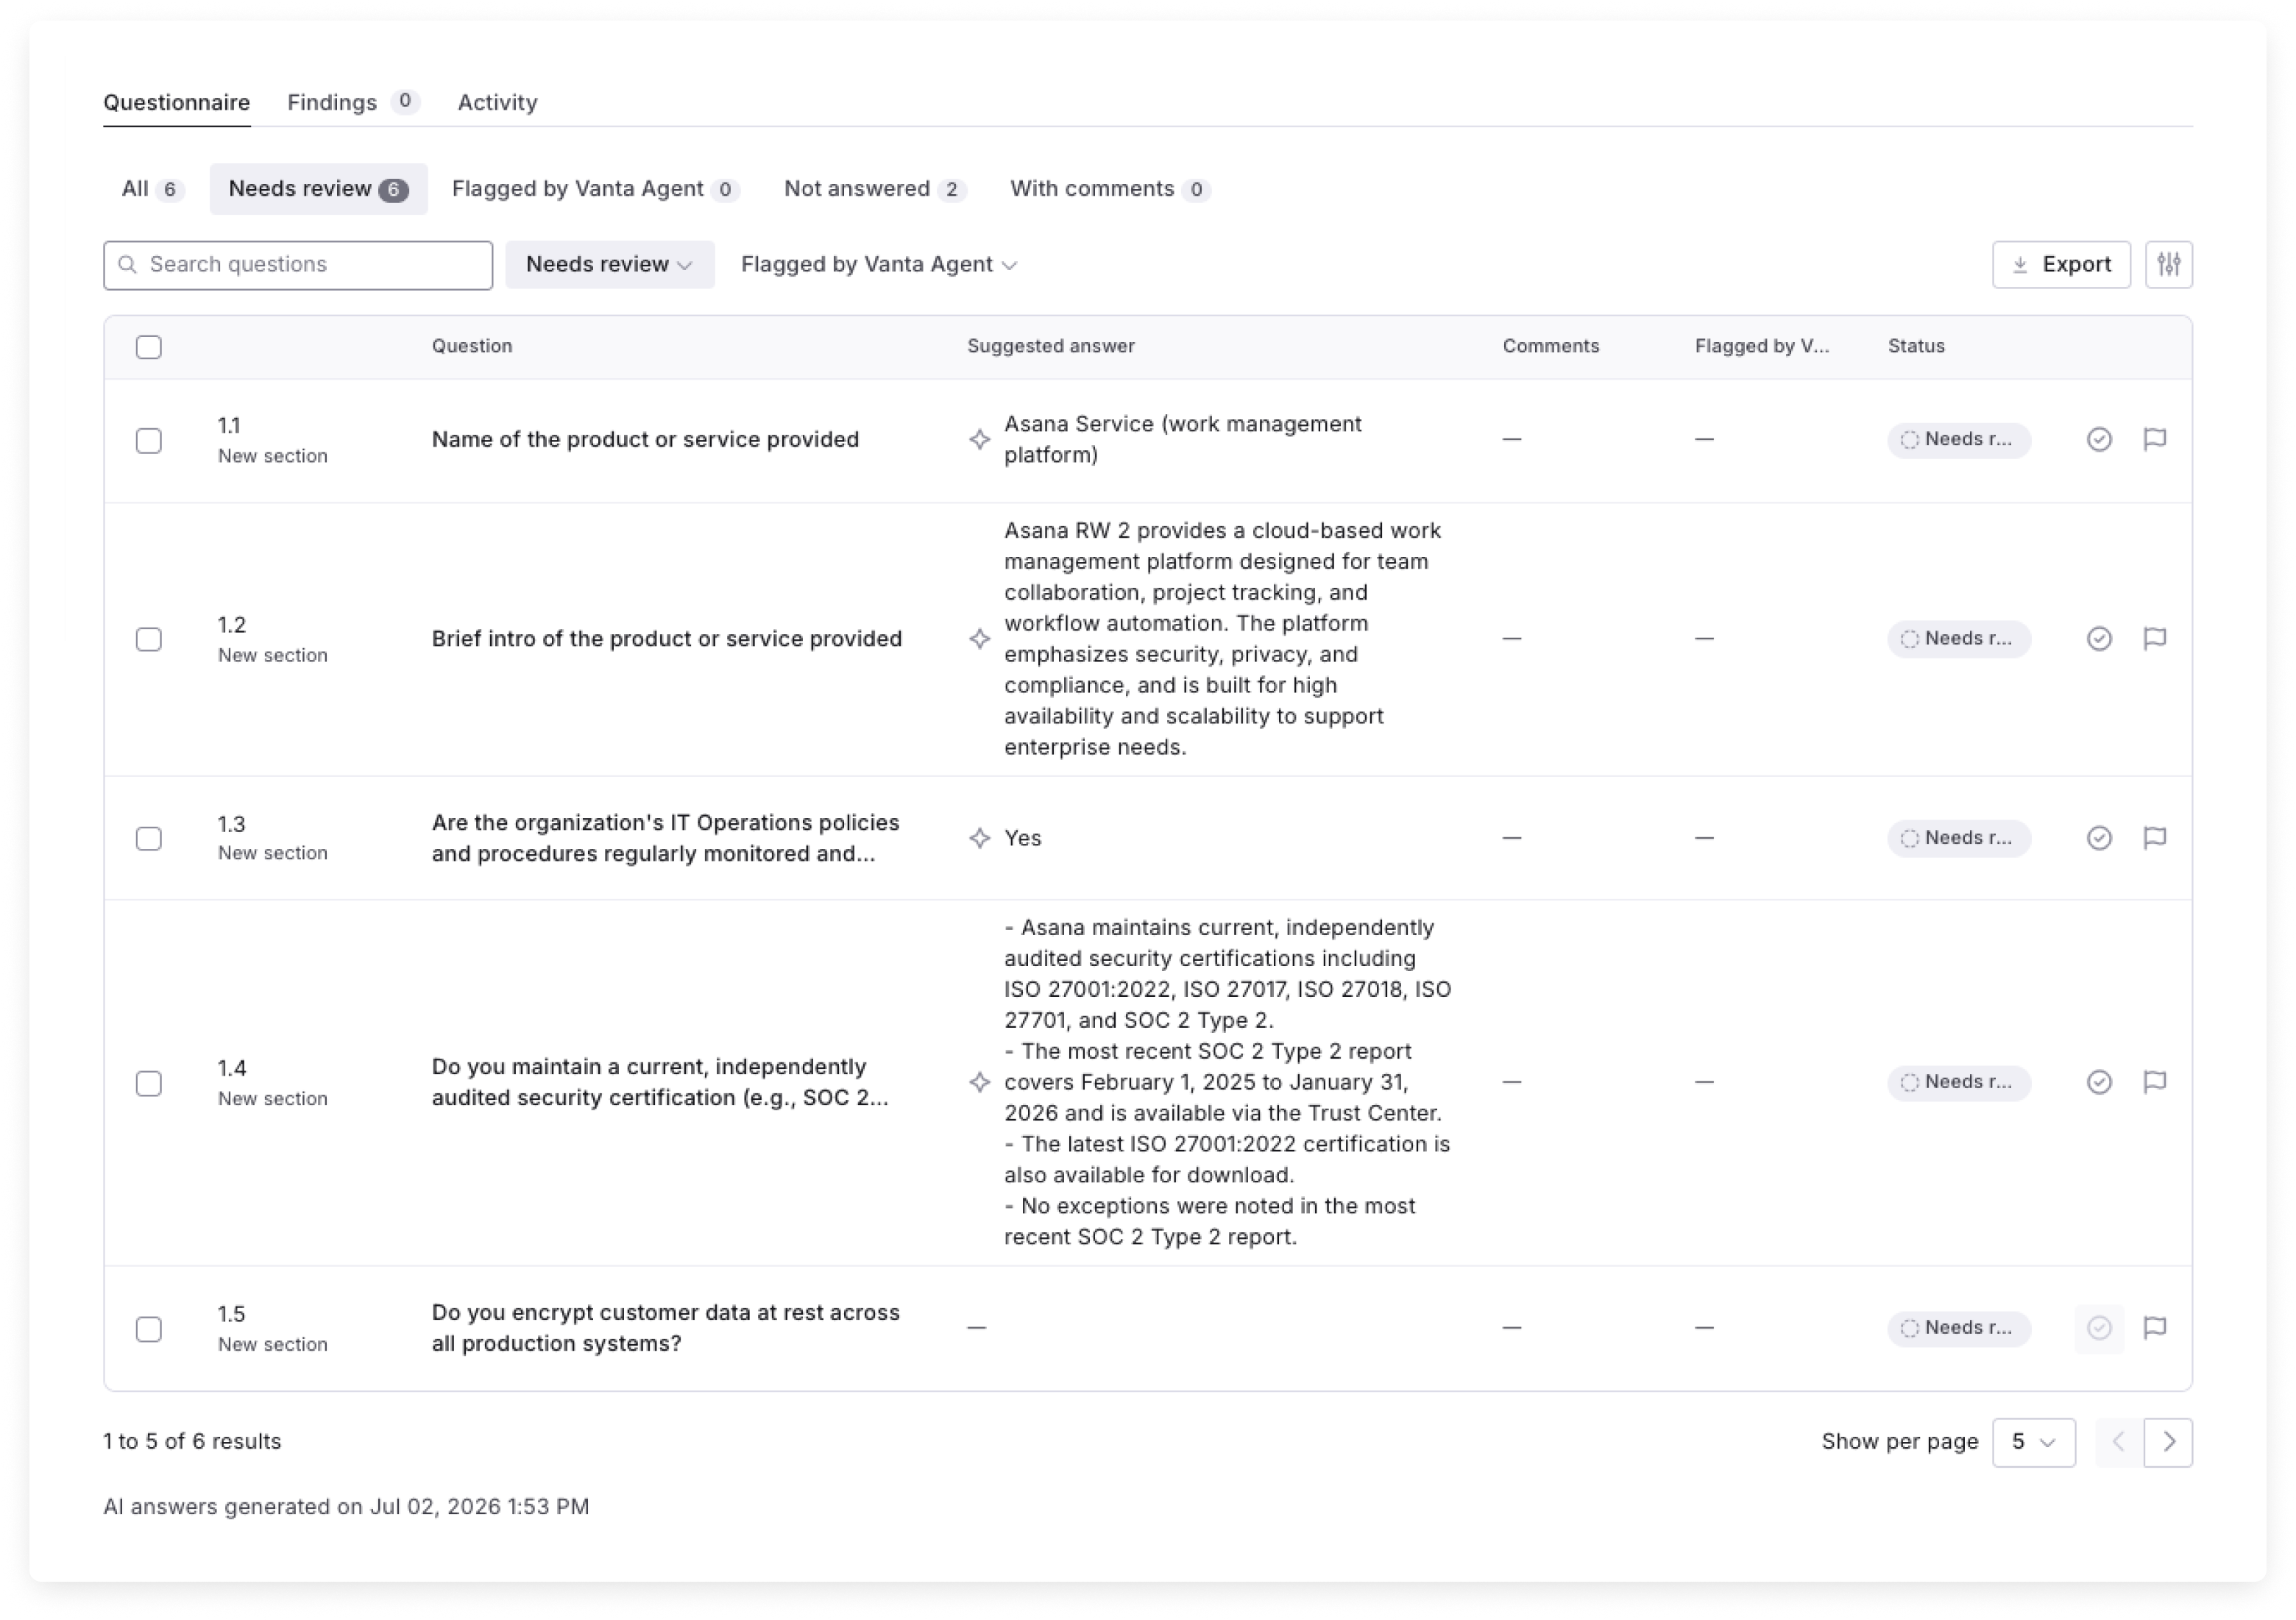 Questionnaire
Findings 0
Activity
All 6
Needs review 6
Flagged by Vanta Agent 0
Not answered 2
With comments 0
Search questions
Needs review
Flagged by Vanta Agent
Export
Question
Suggested answer
Comments
Flagged by V...
Status
1.1
New section
Name of the product or service provided
Asana Service (work management
platform)
—
—
Needs r...
1.2
New section
Brief intro of the product or service provided
Asana RW 2 provides a cloud-based work
management platform designed for team
collaboration, project tracking, and
workflow automation. The platform
emphasizes security, privacy, and
compliance, and is built for high
availability and scalability to support
enterprise needs.
—
—
Needs r...
1.3
New section
Are the organization's IT Operations policies
and procedures regularly monitored and...
Yes
—
—
Needs r...
1.4
New section
Do you maintain a current, independently
audited security certification (e.g., SOC 2...
- Asana maintains current, independently
audited security certifications including
ISO 27001:2022, ISO 27017, ISO 27018, ISO
27701, and SOC 2 Type 2.
- The most recent SOC 2 Type 2 report
covers February 1, 2025 to January 31,
2026 and is available via the Trust Center.
- The latest ISO 27001:2022 certification is
also available for download.
- No exceptions were noted in the most
recent SOC 2 Type 2 report.
—
—
Needs r...
1.5
New section
Do you encrypt customer data at rest across
all production systems?
—
—
—
Needs r...
1 to 5 of 6 results
Show per page 5
AI answers generated on Jul 02, 2026 1:53 PM